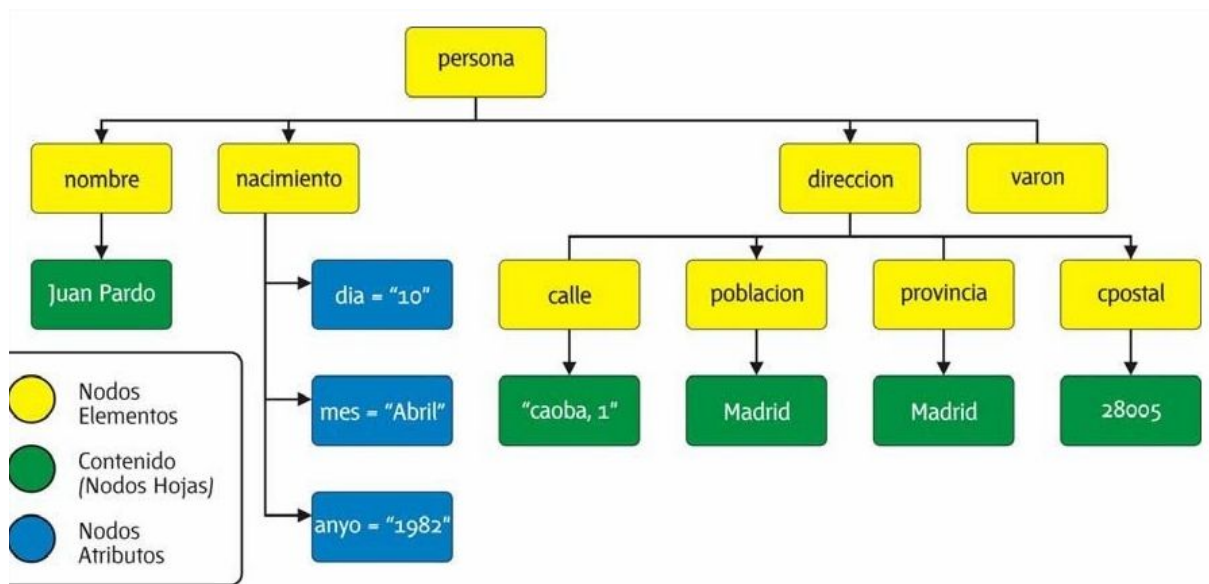 persona
nombre
nacimiento
direccion
varon
Juan Pardo
dia = “10”
calle
poblacion
provincia
cpostal
mes = “Abril”
“caoba, 1”
Madrid
Madrid
28005
anyo = “1982”
Nodos
Elementos
Contenido
(Nodos Hojas)
Nodos
Atributos